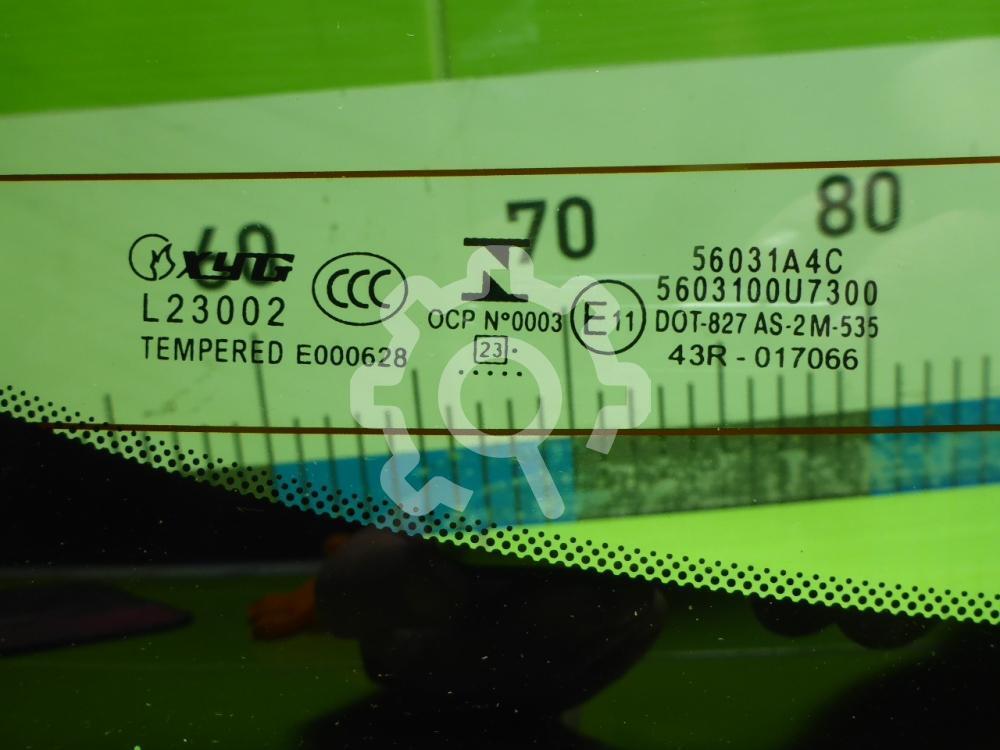 60 70 80
XYG
L23002
TEMPERED E000628
CCC
OCP N°0003
23
E11
56031A4C
5603100U7300
DOT-827 AS-2 M-535
43R - 017066